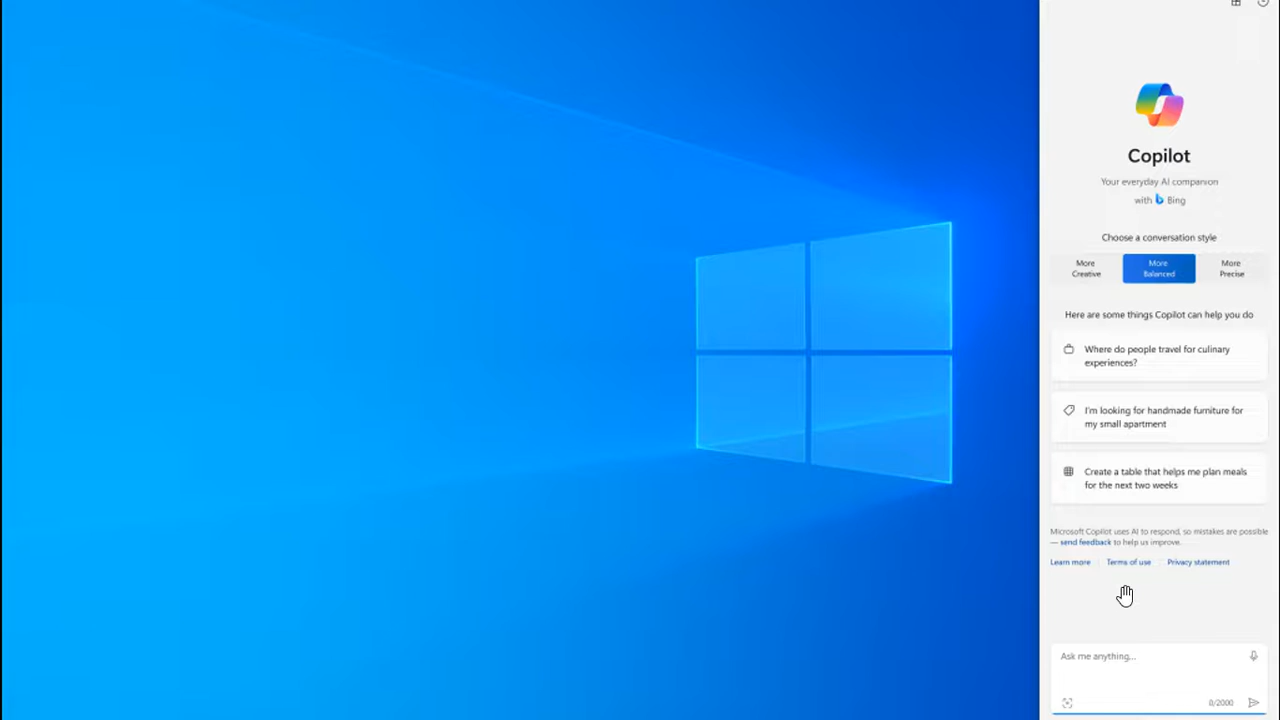 Copilot
Your everyday AI companion
with Bing
Choose a conversation style
More
Creative
More
Balanced
More
Precise
Here are some things Copilot can help you do
Where do people travel for culinary
experiences?
I'm looking for handmade furniture for
my small apartment
Create a table that helps me plan meals
for the next two weeks
Microsoft Copilot uses AI to respond, so mistakes are possible
— send feedback to help us improve.
Learn more Terms of use Privacy statement
Ask me anything...
0/2000